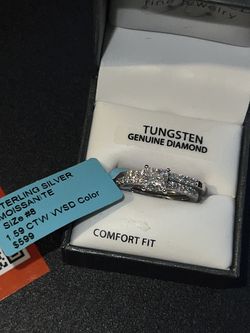 fine jewelry
TUNGSTEN
GENUINE DIAMOND
STERLING SILVER
MOISSANITE
SIZe #8
1.59 CTW VVSD Color
$599
COMFORT FIT